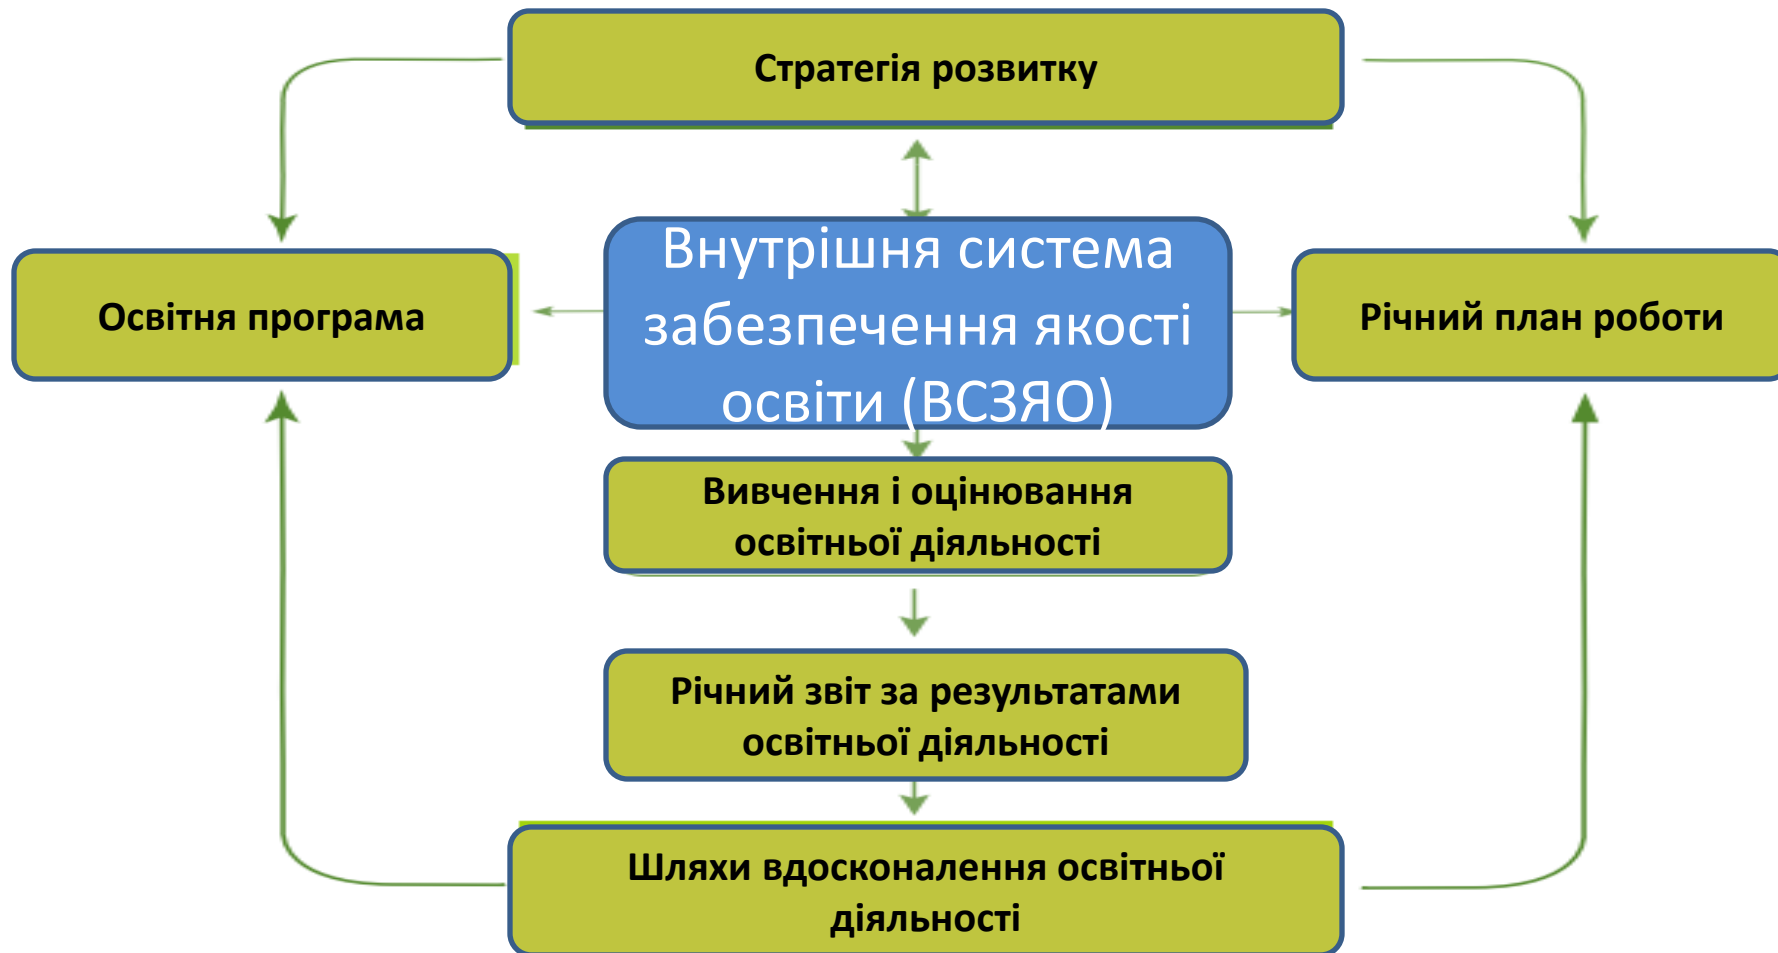 Стратегія розвитку
Внутрішня система
забезпечення якості
освіти (ВСЗЯО)
Освітня програма
Річний план роботи
Вивчення і оцінювання
освітньої діяльності
Річний звіт за результатами
освітньої діяльності
Шляхи вдосконалення освітньої
діяльності